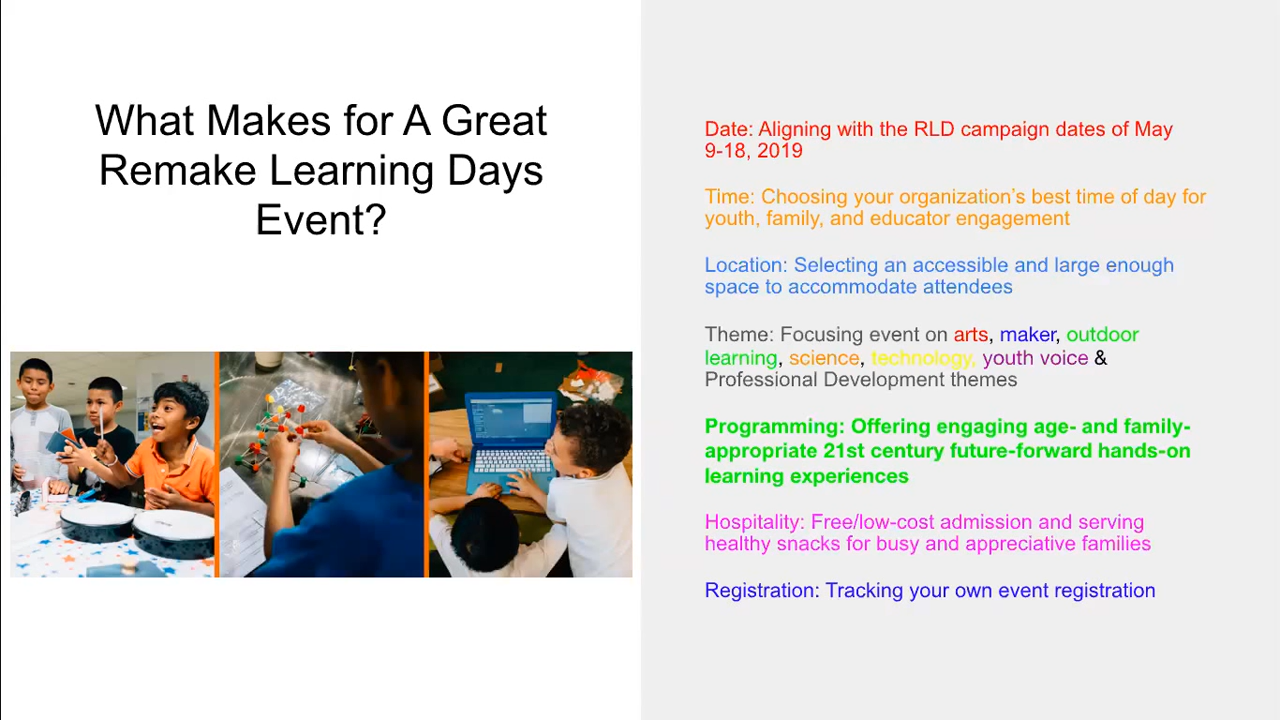 What Makes for A Great
Remake Learning Days
Event?
Date: Aligning with the RLD campaign dates of May
9-18, 2019
Time: Choosing your organization’s best time of day for
youth, family, and educator engagement
Location: Selecting an accessible and large enough
space to accommodate attendees
Theme: Focusing event on arts, maker, outdoor
learning, science, technology, youth voice &
Professional Development themes
Programming: Offering engaging age- and family-
appropriate 21st century future-forward hands-on
learning experiences
Hospitality: Free/low-cost admission and serving
healthy snacks for busy and appreciative families
Registration: Tracking your own event registration